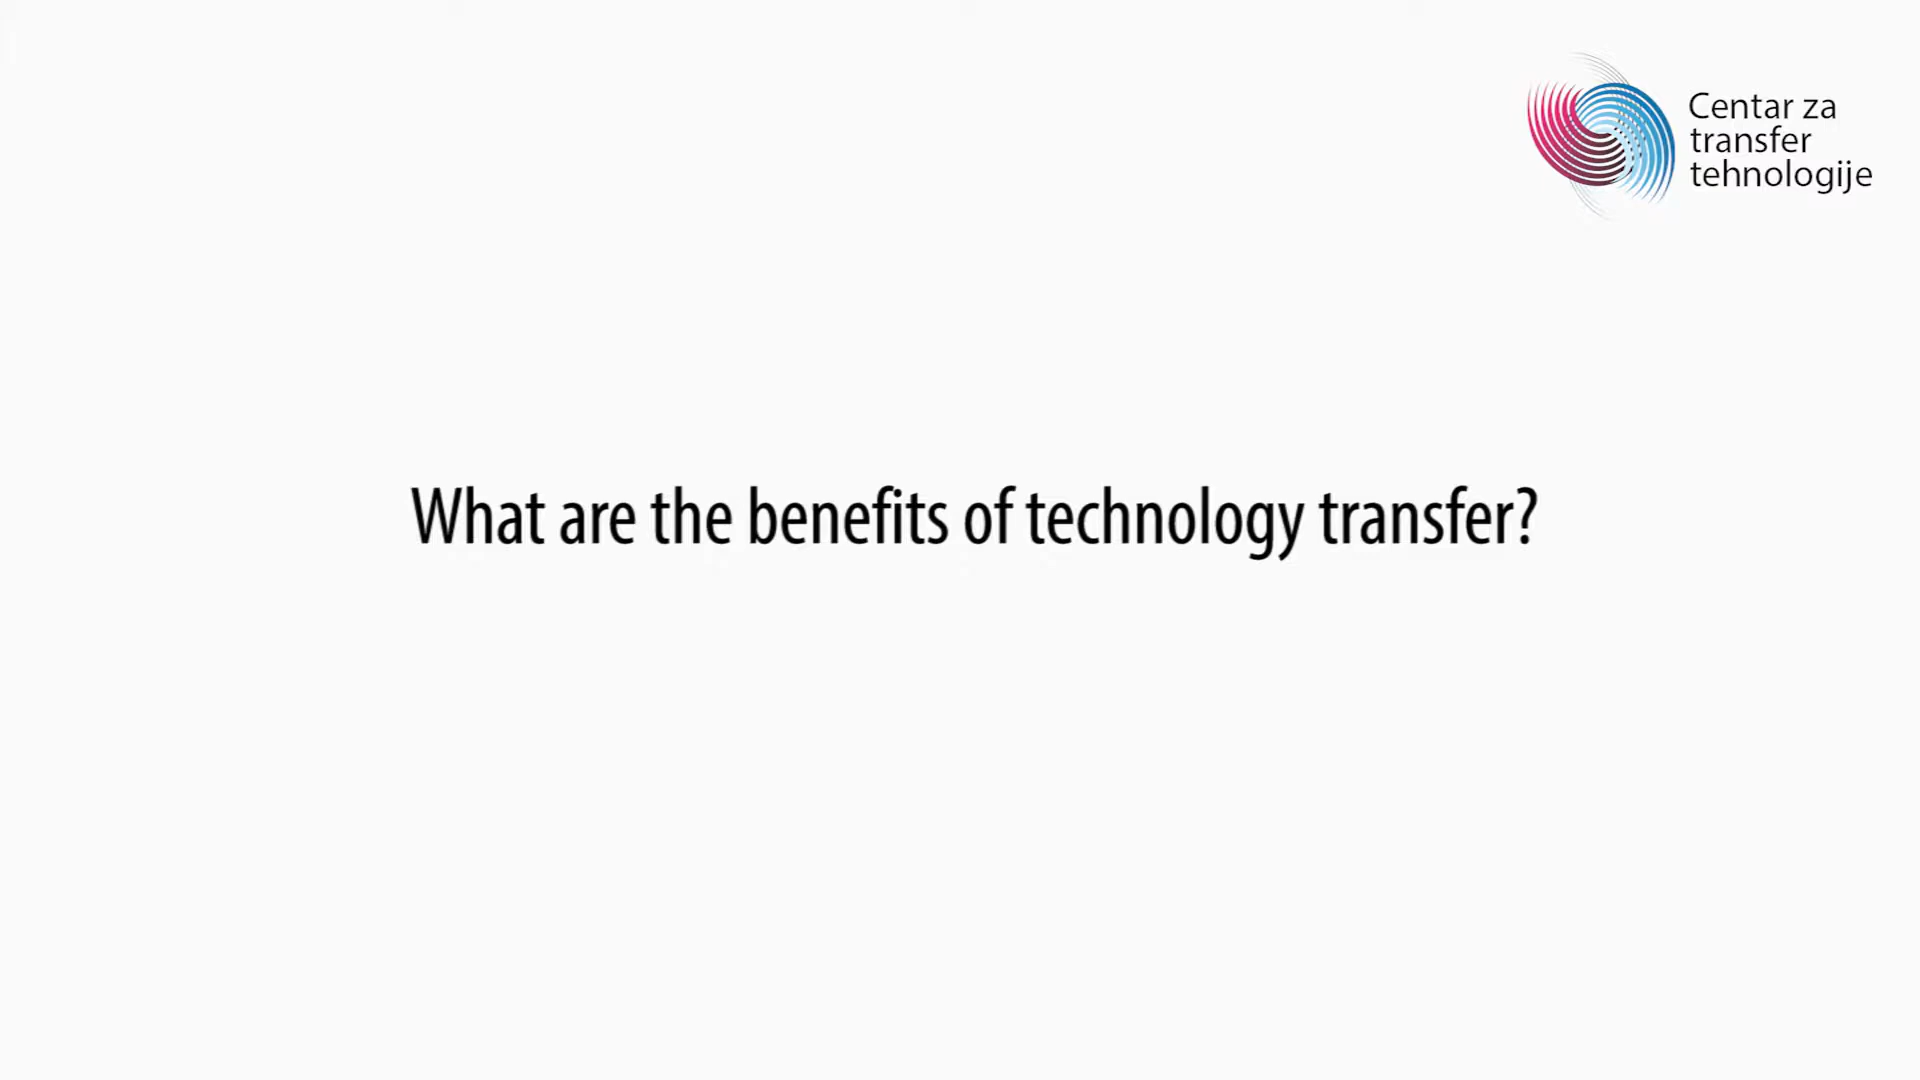 Centar za
transfer
tehnologije
What are the benefits of technology transfer?